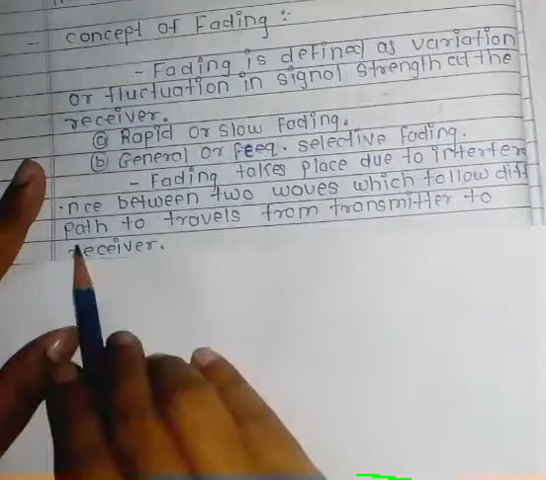 - concept of Fading :-
- Fading is defined as variation
or fluctuation in signal strength at the
receiver.
(a) Rapid or slow fading.
(b) General or freq. selective fading.
- Fading takes place due to interfer
nce between two waves which follow diff
path to travels from transmitter to
receiver.